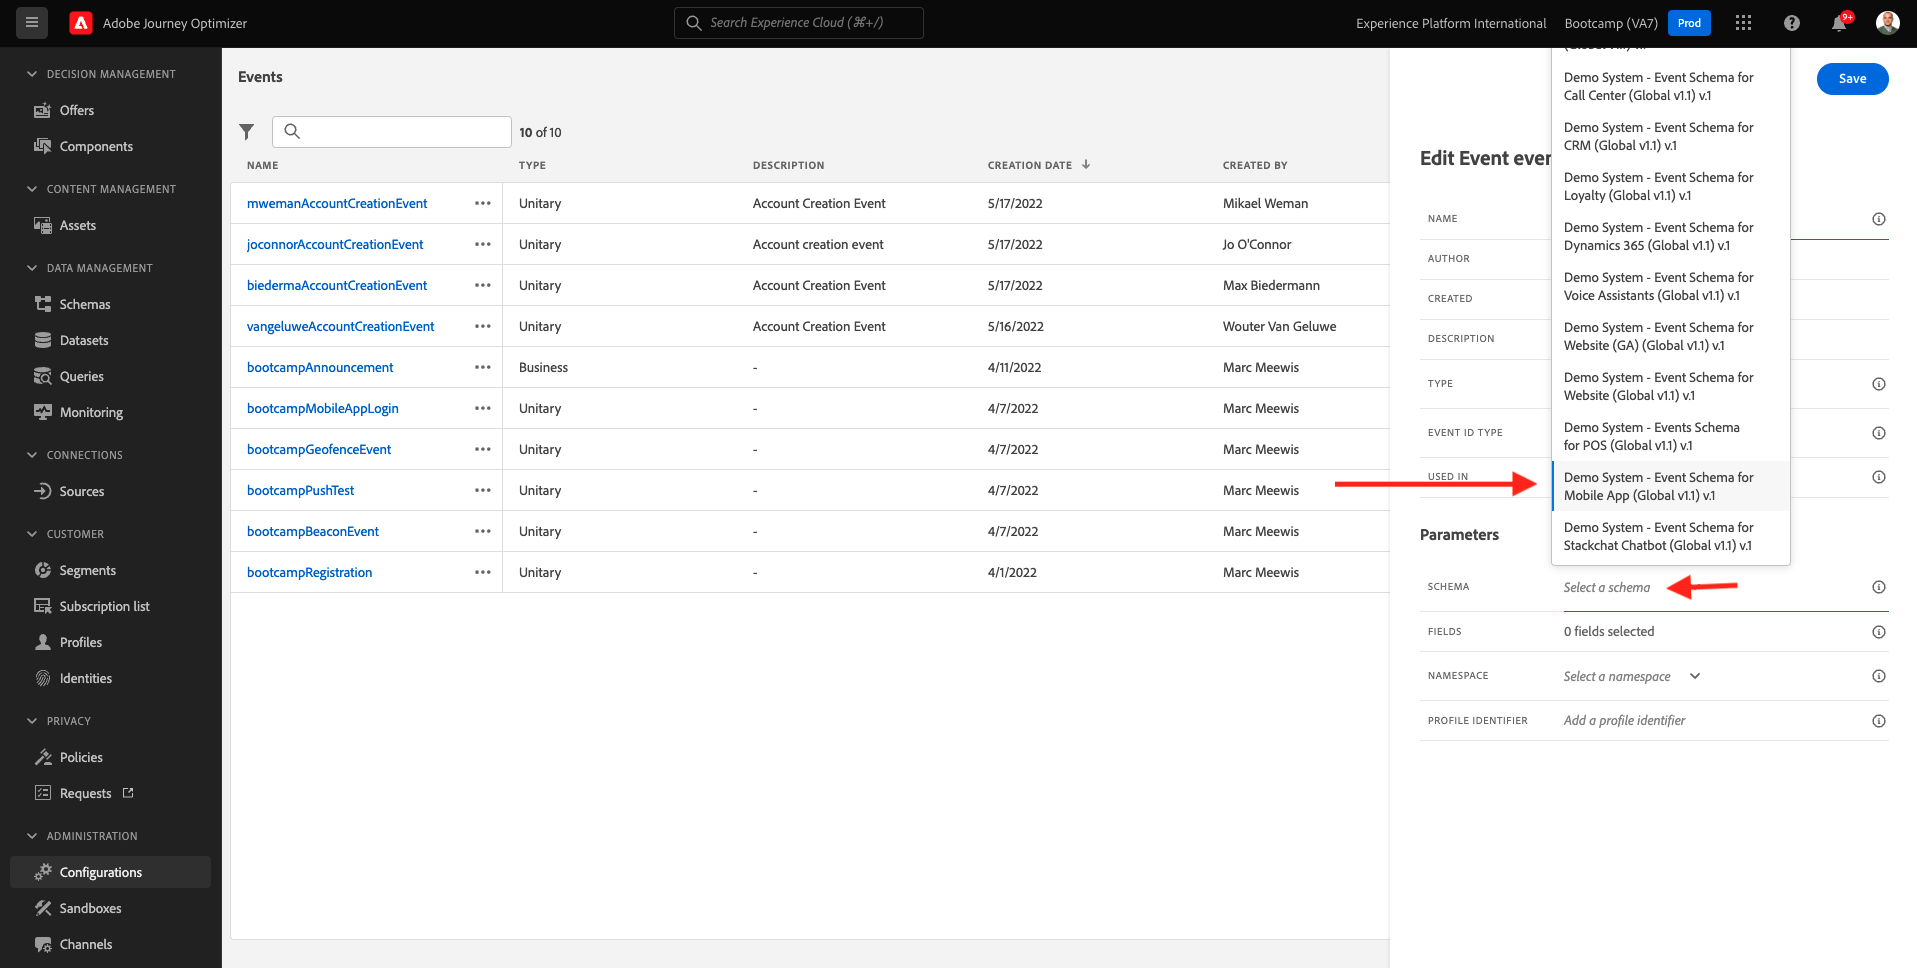 Adobe Journey Optimizer
Search Experience Cloud (⌘+/)
Experience Platform International
Bootcamp (VA7)
Prod
9+
DECISION MANAGEMENT
Offers
Components
CONTENT MANAGEMENT
Assets
DATA MANAGEMENT
Schemas
Datasets
Queries
Monitoring
CONNECTIONS
Sources
CUSTOMER
Segments
Subscription list
Profiles
Identities
PRIVACY
Policies
Requests
ADMINISTRATION
Configurations
Sandboxes
Channels
Events
10 of 10
NAME TYPE DESCRIPTION CREATION DATE CREATED BY
mwemanAccountCreationEvent Unitary Account Creation Event 5/17/2022 Mikael Weman
joconnorAccountCreationEvent Unitary Account creation event 5/17/2022 Jo O'Connor
biedermaAccountCreationEvent Unitary Account Creation Event 5/17/2022 Max Biedermann
vangeluweAccountCreationEvent Unitary Account Creation Event 5/16/2022 Wouter Van Geluwe
bootcampAnnouncement Business - 4/11/2022 Marc Meewis
bootcampMobileAppLogin Unitary - 4/7/2022 Marc Meewis
bootcampGeofenceEvent Unitary - 4/7/2022 Marc Meewis
bootcampPushTest Unitary - 4/7/2022 Marc Meewis
bootcampBeaconEvent Unitary - 4/7/2022 Marc Meewis
bootcampRegistration Unitary - 4/1/2022 Marc Meewis
Save
Edit Event even
NAME
AUTHOR
CREATED
DESCRIPTION
TYPE
EVENT ID TYPE
USED IN
Demo System - Event Schema for
Call Center (Global v1.1) v.1
Demo System - Event Schema for
CRM (Global v1.1) v.1
Demo System - Event Schema for
Loyalty (Global v1.1) v.1
Demo System - Event Schema for
Dynamics 365 (Global v1.1) v.1
Demo System - Event Schema for
Voice Assistants (Global v1.1) v.1
Demo System - Event Schema for
Website (GA) (Global v1.1) v.1
Demo System - Event Schema for
Website (Global v1.1) v.1
Demo System - Events Schema
for POS (Global v1.1) v.1
Demo System - Event Schema for
Mobile App (Global v1.1) v.1
Demo System - Event Schema for
Stackchat Chatbot (Global v1.1) v.1
Parameters
SCHEMA Select a schema
FIELDS 0 fields selected
NAMESPACE Select a namespace
PROFILE IDENTIFIER Add a profile identifier